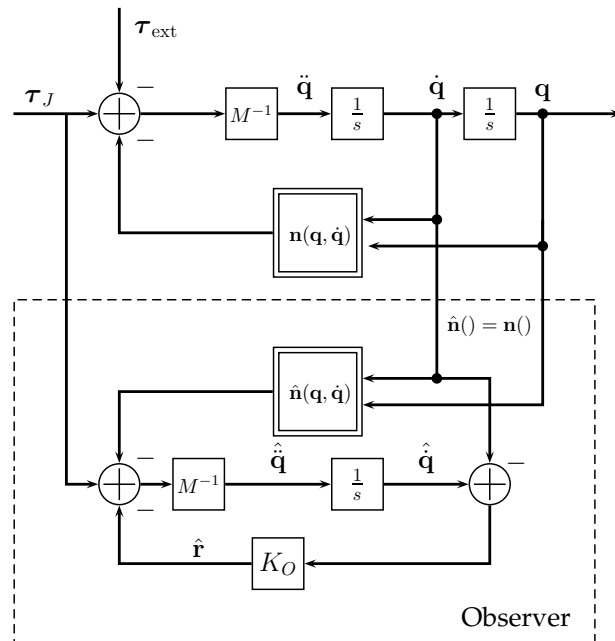 τ_ext
τ_J
−
−
M⁻¹
q̈
1/s
q̇
1/s
q
n(q, q̇)
n̂() = n()
n̂(q, q̇)
−
−
M⁻¹
q̈̂
1/s
q̇̂
−
r̂
K_O
Observer